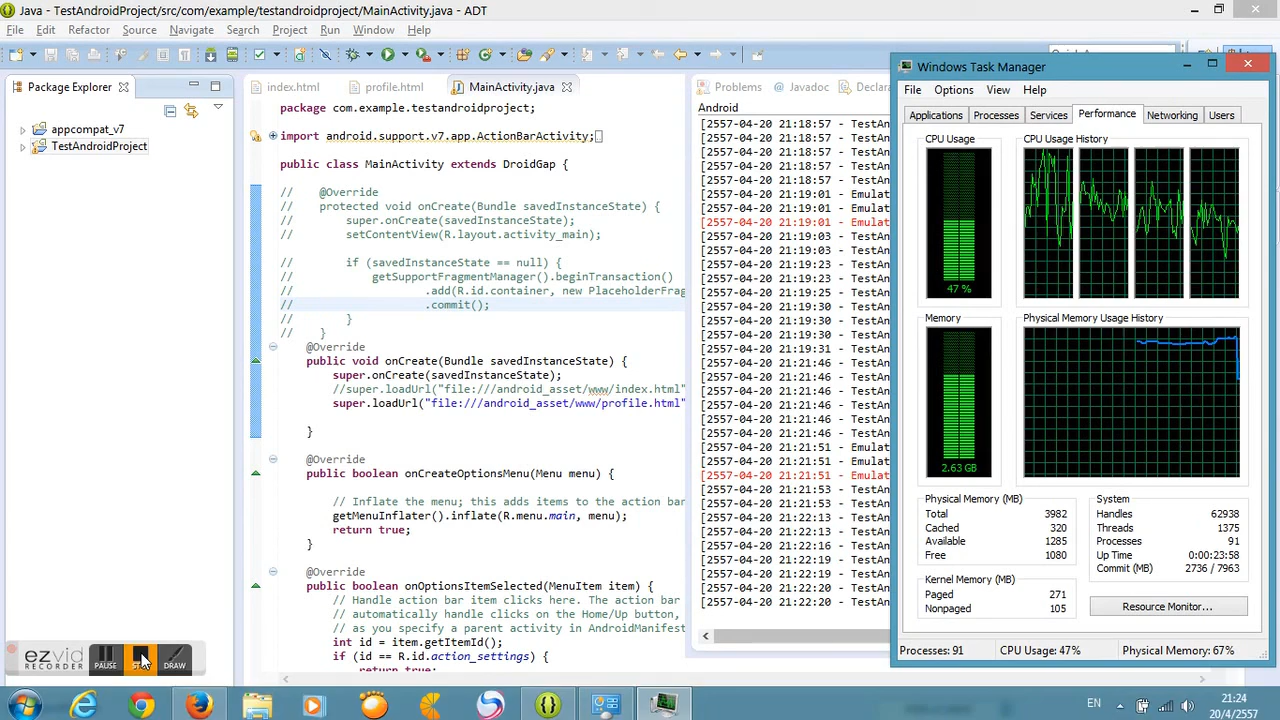 Java - TestAndroidProject/src/com/example/testandroidproject/MainActivity.java - ADT
File Edit Refactor Source Navigate Search Project Run Window Help
Package Explorer
appcompat_v7
TestAndroidProject
index.html profile.html MainActivity.java
package com.example.testandroidproject;
import android.support.v7.app.ActionBarActivity;
public class MainActivity extends DroidGap {
// @Override
// protected void onCreate(Bundle savedInstanceState) {
// super.onCreate(savedInstanceState);
// setContentView(R.layout.activity_main);
//
// if (savedInstanceState == null) {
// getSupportFragmentManager().beginTransaction()
// .add(R.id.container, new PlaceholderFrag
// .commit();
// }
// }
@Override
public void onCreate(Bundle savedInstanceState) {
super.onCreate(savedInstanceState);
//super.loadUrl("file:///android_asset/www/index.html"
super.loadUrl("file:///android_asset/www/profile.html"
}
@Override
public boolean onCreateOptionsMenu(Menu menu) {
// Inflate the menu; this adds items to the action bar
getMenuInflater().inflate(R.menu.main, menu);
return true;
}
@Override
public boolean onOptionsItemSelected(MenuItem item) {
// Handle action bar item clicks here. The action bar
// automatically handle clicks on the Home/Up button,
// as you specify a parent activity in AndroidManifest
int id = item.getItemId();
if (id == R.id.action_settings) {
return true;
Problems Javadoc Declara
Android
[2557-04-20 21:18:57 - TestAn
[2557-04-20 21:18:57 - TestAn
[2557-04-20 21:18:57 - TestAn
[2557-04-20 21:18:57 - TestAn
[2557-04-20 21:18:57 - TestAn
[2557-04-20 21:19:01 - TestAn
[2557-04-20 21:19:01 - Emulat
[2557-04-20 21:19:01 - Emulat
[2557-04-20 21:19:03 - TestAn
[2557-04-20 21:19:03 - TestAn
[2557-04-20 21:19:23 - TestAn
[2557-04-20 21:19:23 - TestAn
[2557-04-20 21:19:25 - TestAn
[2557-04-20 21:19:30 - TestAn
[2557-04-20 21:19:30 - TestAn
[2557-04-20 21:19:30 - TestAn
[2557-04-20 21:19:31 - TestAn
[2557-04-20 21:21:46 - TestAn
[2557-04-20 21:21:46 - TestAn
[2557-04-20 21:21:46 - TestAn
[2557-04-20 21:21:46 - TestAn
[2557-04-20 21:21:46 - TestAn
[2557-04-20 21:21:46 - TestAn
[2557-04-20 21:21:51 - Emulat
[2557-04-20 21:21:51 - Emulat
[2557-04-20 21:21:53 - TestAn
[2557-04-20 21:21:53 - TestAn
[2557-04-20 21:22:13 - TestAn
[2557-04-20 21:22:13 - TestAn
[2557-04-20 21:22:16 - TestAn
[2557-04-20 21:22:19 - TestAn
[2557-04-20 21:22:19 - TestAn
[2557-04-20 21:22:20 - TestAn
[2557-04-20 21:22:20 - TestAn
Windows Task Manager
File Options View Help
Applications Processes Services Performance Networking Users
CPU Usage CPU Usage History
47 %
Memory Physical Memory Usage History
2.63 GB
Physical Memory (MB)
Total 3982
Cached 320
Available 1285
Free 1080
Kernel Memory (MB)
Paged 271
Nonpaged 105
System
Handles 62938
Threads 1375
Processes 91
Up Time 0:00:23:58
Commit (MB) 2736 / 7963
Resource Monitor...
Processes: 91 CPU Usage: 47% Physical Memory: 67%
ezvid
RECORDER
PAUSE
DRAW
EN
21:24
20/4/2557